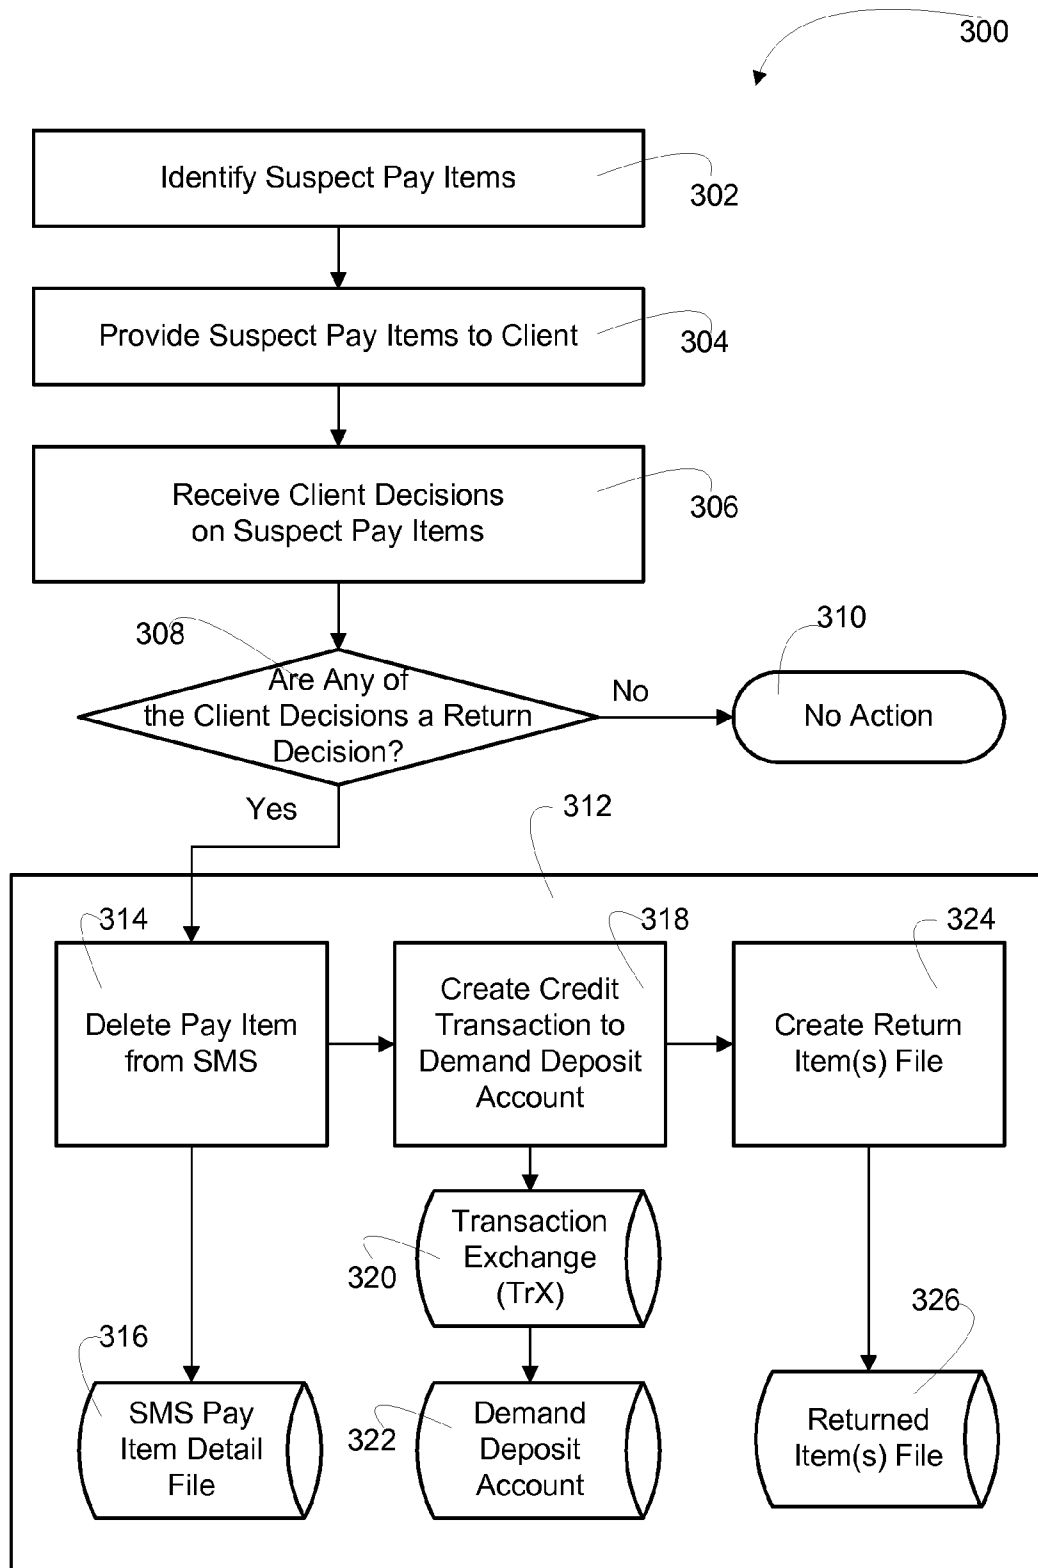 300
Identify Suspect Pay Items
302
Provide Suspect Pay Items to Client
304
Receive Client Decisions
on Suspect Pay Items
306
308
Are Any of
the Client Decisions a Return
Decision?
No
310
No Action
Yes
312
314
Delete Pay Item
from SMS
318
Create Credit
Transaction to
Demand Deposit
Account
324
Create Return
Item(s) File
320
Transaction
Exchange
(TrX)
316
SMS Pay
Item Detail
File
322
Demand
Deposit
Account
326
Returned
Item(s) File